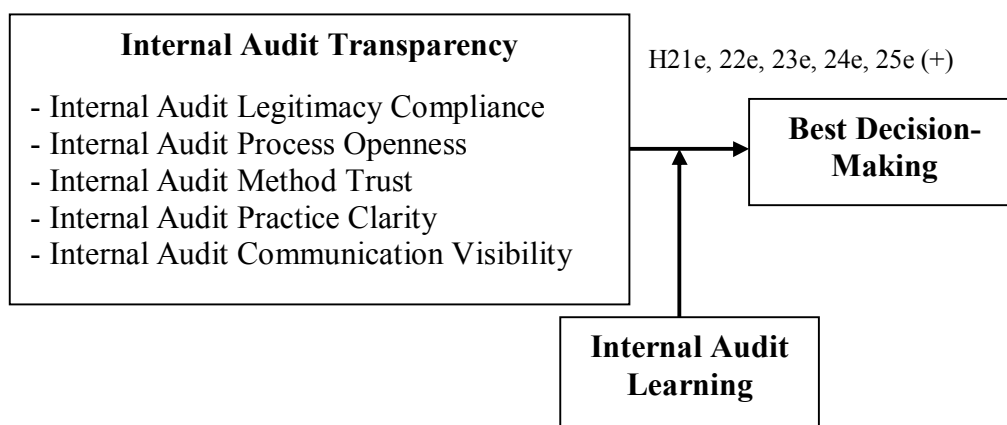 Internal Audit Transparency
- Internal Audit Legitimacy Compliance
- Internal Audit Process Openness
- Internal Audit Method Trust
- Internal Audit Practice Clarity
- Internal Audit Communication Visibility
H21e, 22e, 23e, 24e, 25e (+)
Best Decision-
Making
Internal Audit
Learning